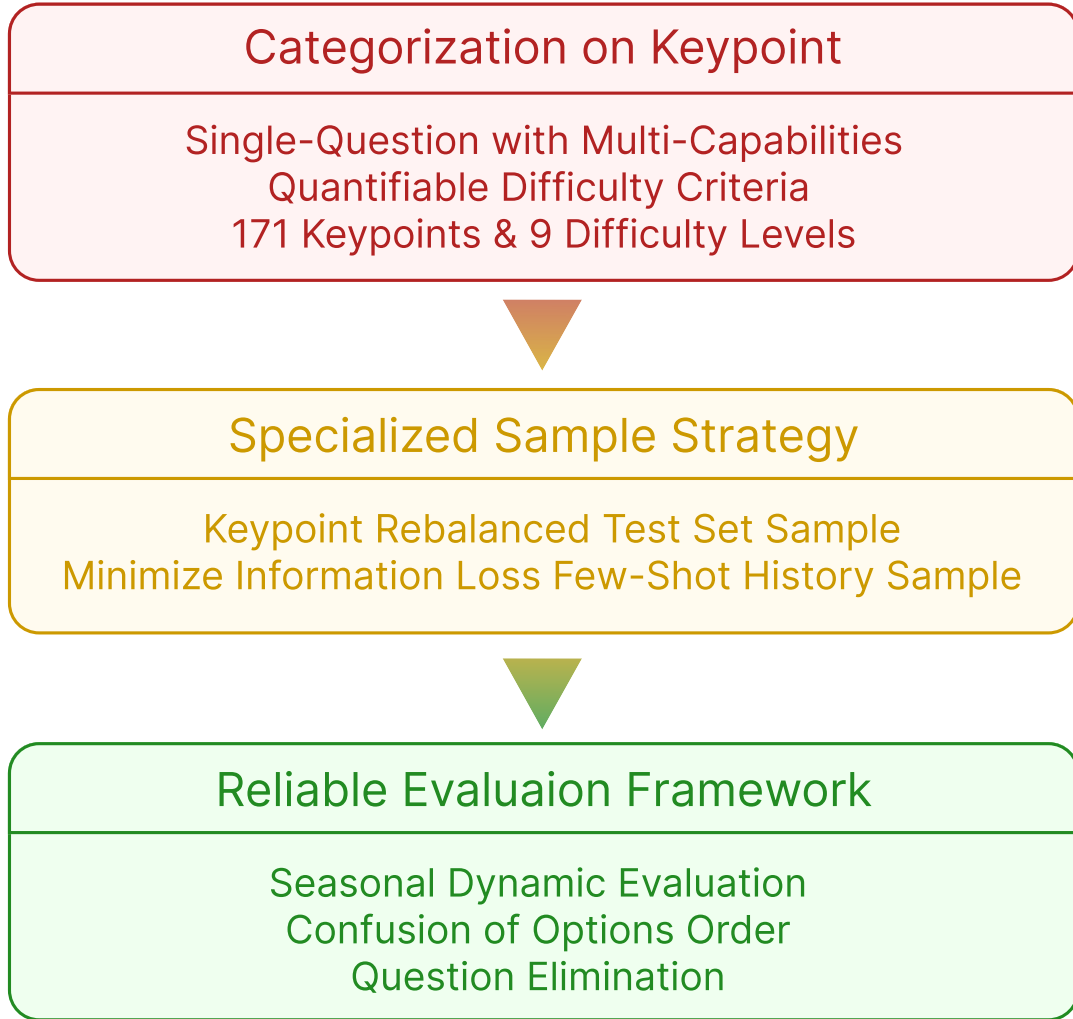 Categorization on Keypoint
Single-Question with Multi-Capabilities
Quantifiable Difficulty Criteria
171 Keypoints & 9 Difficulty Levels
Specialized Sample Strategy
Keypoint Rebalanced Test Set Sample
Minimize Information Loss Few-Shot History Sample
Reliable Evaluaion Framework
Seasonal Dynamic Evaluation
Confusion of Options Order
Question Elimination